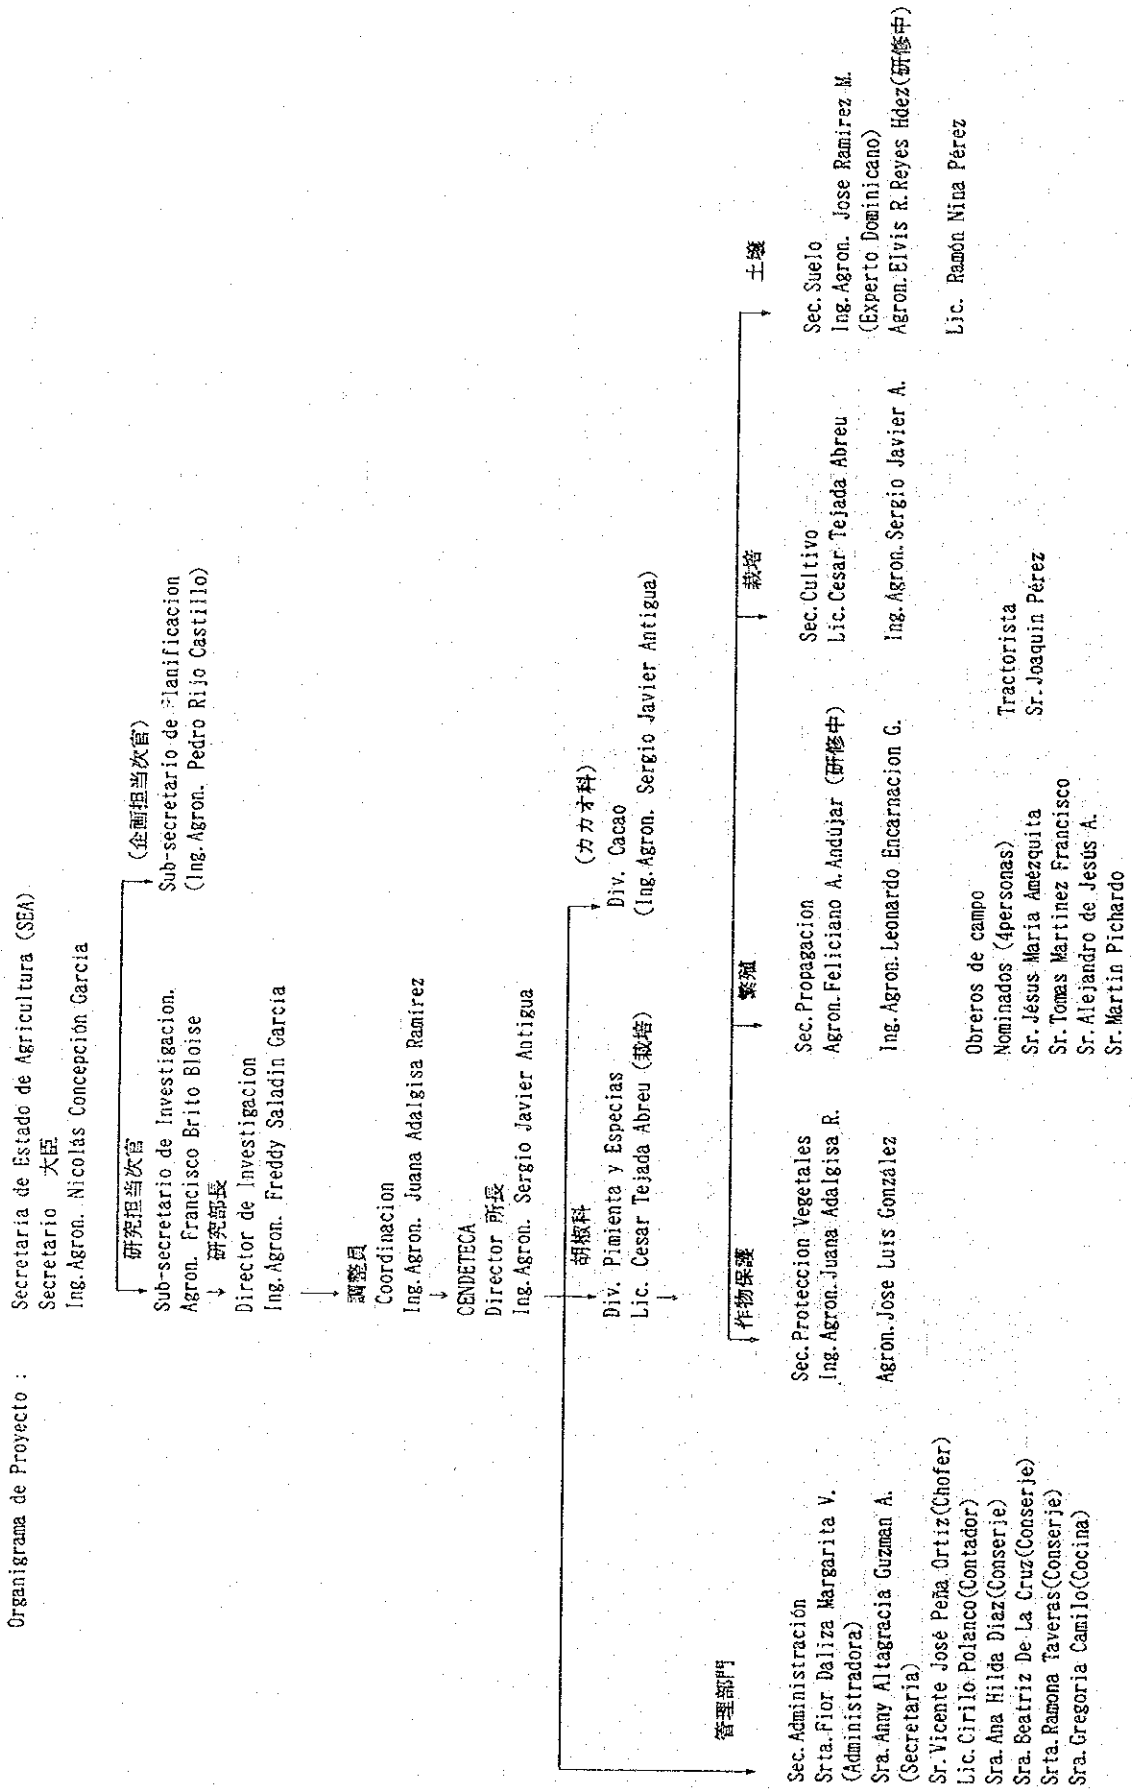 Organigrama de Proyecto :
Secretaria de Estado de Agricultura (SEA)
Secretario 大臣
Ing.Agron. Nicolás Concepción Garcia
研究担当次官
Sub-secretario de Investigacion.
Agron. Francisco Brito Bloise
研究部長
Director de Investigacion
Ing.Agron. Freddy Saladin Garcia
(企画担当次官)
Sub-secretario de Planificacion
(Ing.Agron. Pedro Rijo Castillo)
調整員
Coordinacion
Ing.Agron. Juana Adalgisa Ramirez
CENDETECA
Director 所長
Ing.Agron. Sergio Javier Antigua
胡椒科
Div. Pimienta y Especias
Lic. Cesar Tejada Abreu (栽培)
(カカオ科)
Div. Cacao
(Ing.Agron. Sergio Javier Antigua)
管理部門
Sec.Administración
Srta.Flor Daliza Margarita V.
(Administradora)
Sra.Anny Altagracia Guzman A.
(Secretaria)
Sr.Vicente José Peña Ortiz(Chofer)
Lic.Cirilo Polanco(Contador)
Sra.Ana Hilda Diaz(Conserje)
Sra.Beatriz De La Cruz(Conserje)
Srta.Ramona Taveras(Conserje)
Sra.Gregoria Camilo(Cocina)
作物保護
Sec.Proteccion Vegetales
Ing.Agron.Juana Adalgisa R.
Agron.Jose Luis González
繁殖
Sec.Propagacion
Agron.Feliciano A.Andújar (研修中)
Ing.Agron.Leonardo Encarnacion G.
Obreros de campo
Nominados (4personas)
Sr.Jésus Maria Amézquita
Sr.Tomas Martinez Francisco
Sr.Alejandro de Jesús A.
Sr.Martin Pichardo
栽培
Sec.Cultivo
Lic.Cesar Tejada Abreu
Ing.Agron.Sergio Javier A.
Tractorista
Sr.Joaquin Pérez
土壌
Sec.Suelo
Ing.Agron. Jose Ramirez M.
(Experto Dominicano)
Agron.Elvis R.Reyes Hdez(研修中)
Lic. Ramón Nina Pérez